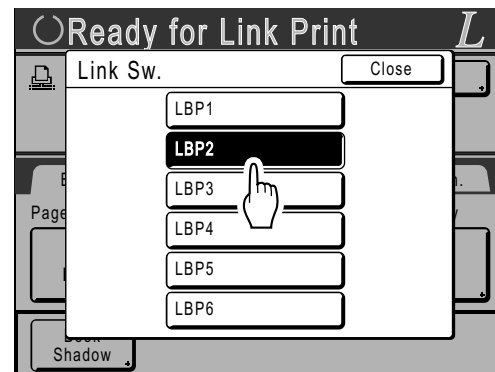 Ready for Link Print L
Link Sw. Close
LBP1
LBP2
LBP3
LBP4
LBP5
LBP6
Page
Shadow